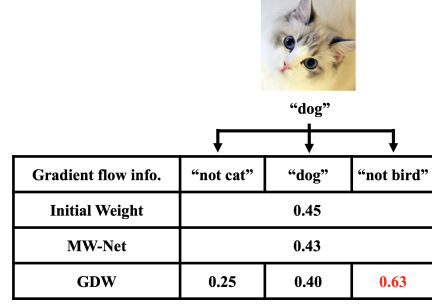 “dog”
Gradient flow info. “not cat” “dog” “not bird”
Initial Weight 0.45
MW-Net 0.43
GDW 0.25 0.40 0.63